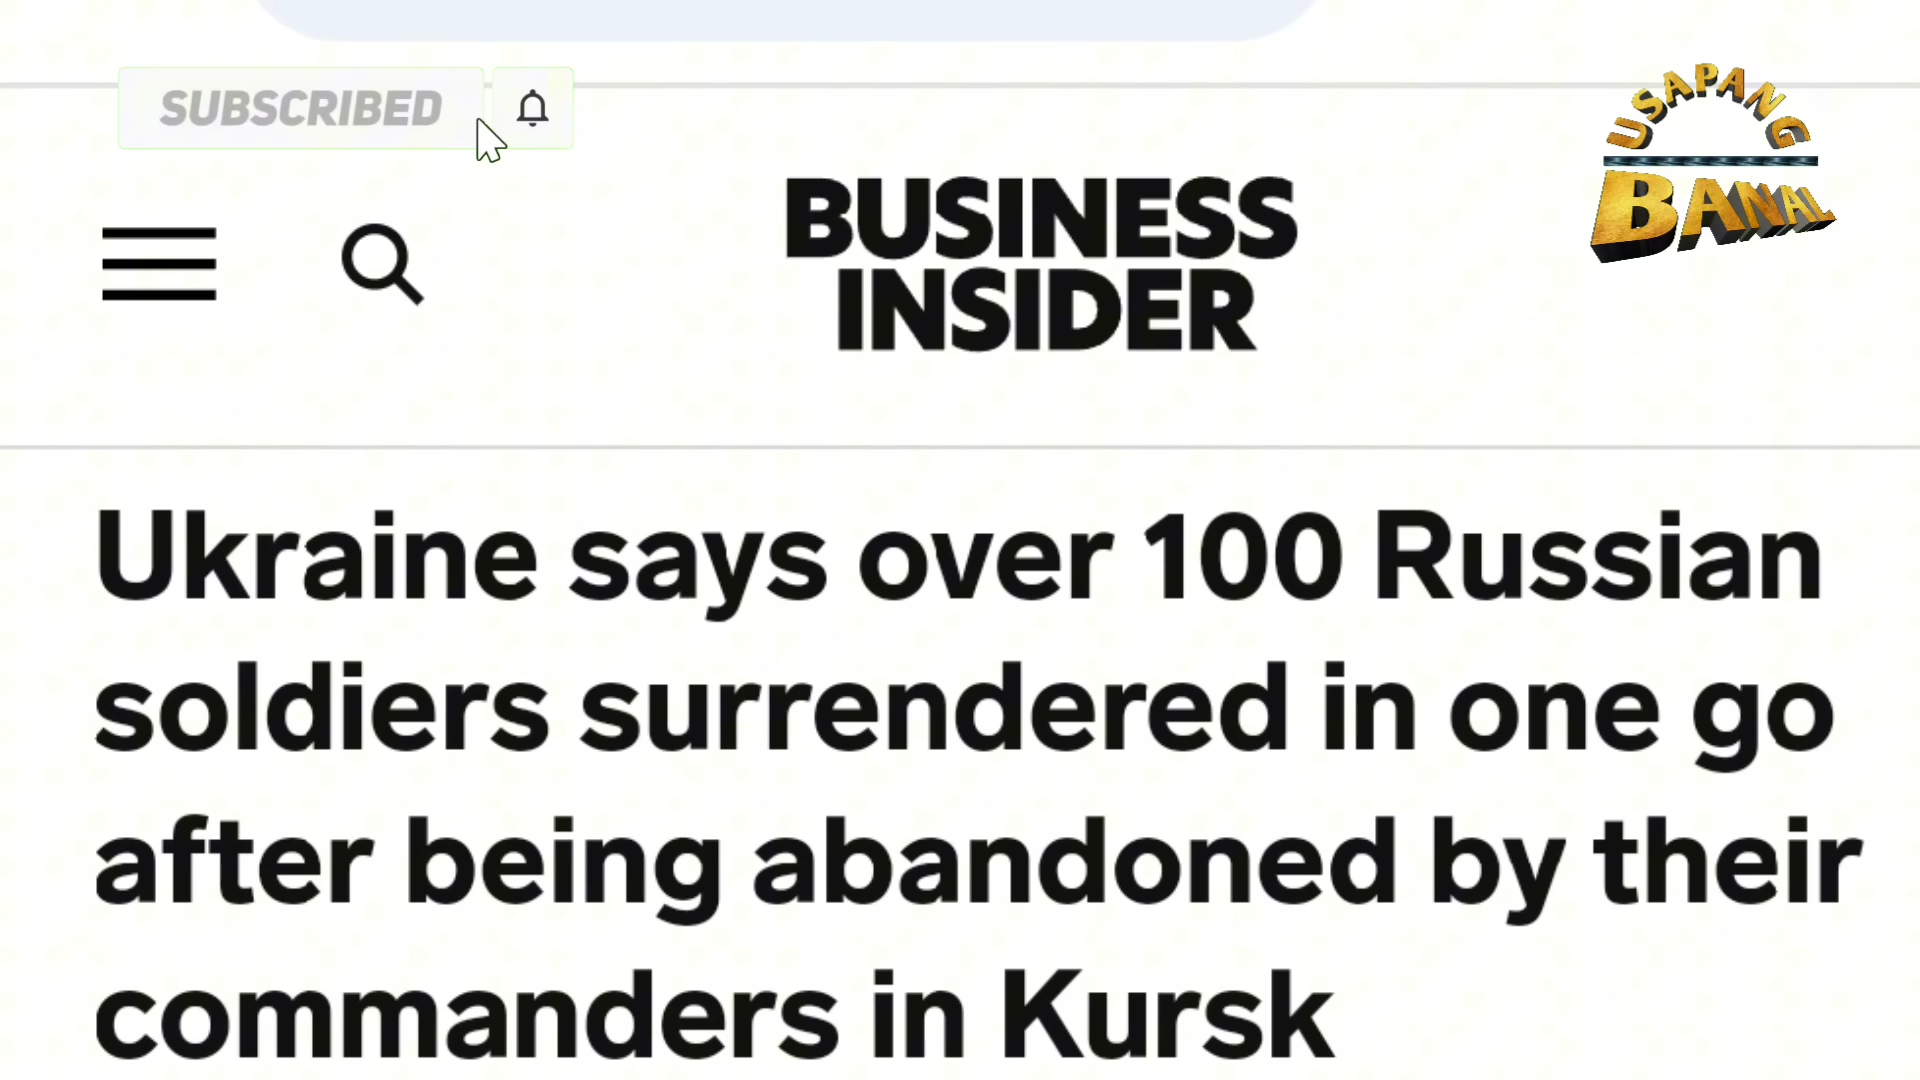 SUBSCRIBED
USAPANG
BANAL
BUSINESS
INSIDER
Ukraine says over 100 Russian
soldiers surrendered in one go
after being abandoned by their
commanders in Kursk